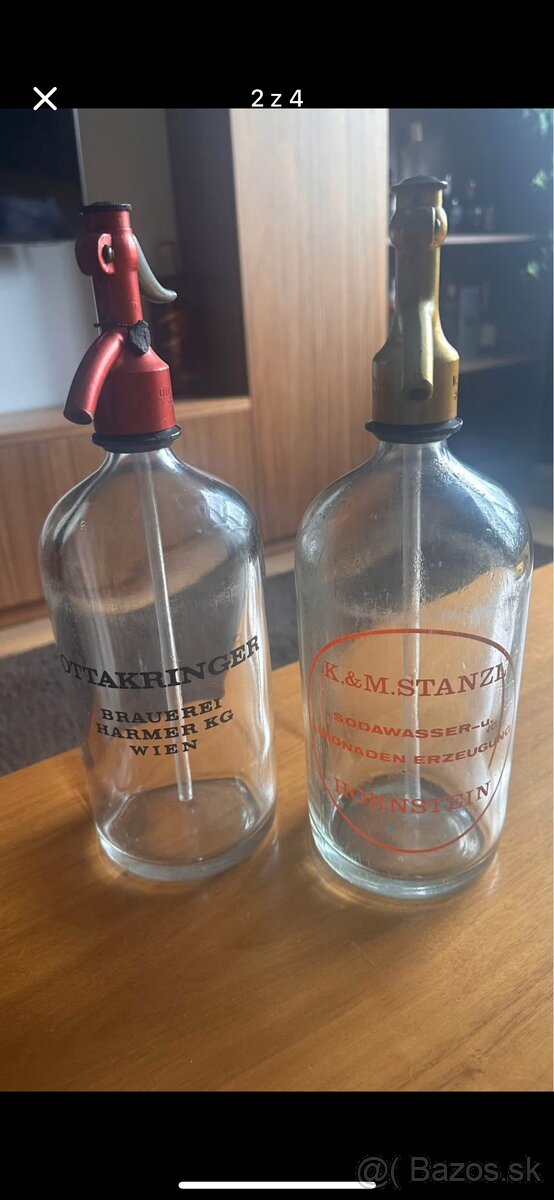 2 z 4
OTTAKRINGER
BRAUEREI
HARMER KG
WIEN
K.&M.STANZL
SODAWASSER-u.
LIMONADEN ERZEUGUNG
HORNSTEIN
@( Bazos.sk